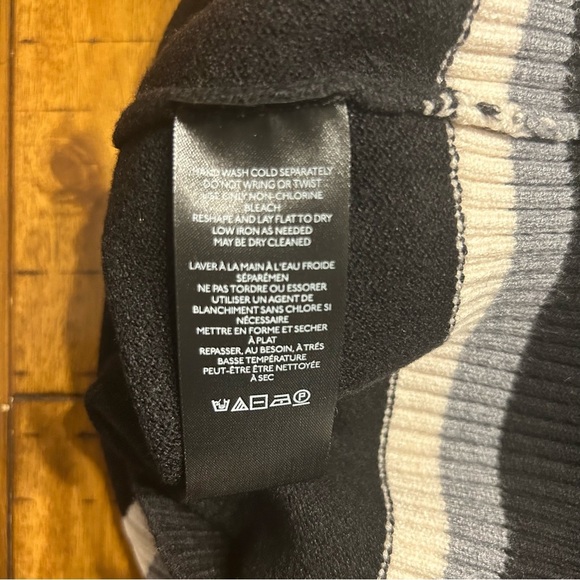 HAND WASH COLD SEPARATELY
DO NOT WRING OR TWIST
USE ONLY NON-CHLORINE
BLEACH
RESHAPE AND LAY FLAT TO DRY
LOW IRON AS NEEDED
MAY BE DRY CLEANED
LAVER À LA MAIN À L'EAU FROIDE
SÉPARÉMEN
NE PAS TORDRE OU ESSORER
UTILISER UN AGENT DE
BLANCHIMENT SANS CHLORE SI
NÉCESSAIRE
METTRE EN FORME ET SECHER
À PLAT
REPASSER, AU BESOIN, À TRÉS
BASSE TEMPÉRATURE
PEUT-ÊTRE ÊTRE NETTOYÉE
À SEC
P